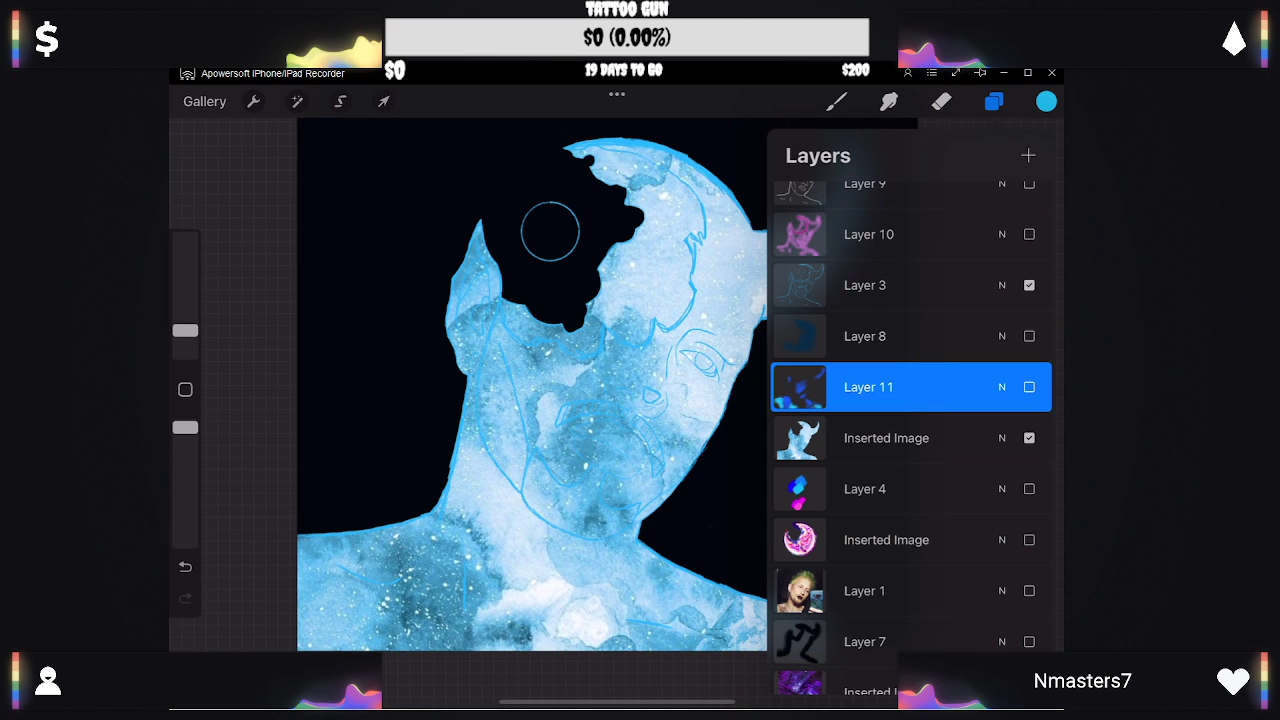 TATTOO GUN
$0 (0.00%)
$0 19 DAYS TO GO $200
Apowersoft iPhone/iPad Recorder
Gallery
Layers
Layer 9 N
Layer 10 N
Layer 3 N
Layer 8 N
Layer 11 N
Inserted Image N
Layer 4 N
Inserted Image N
Layer 1 N
Layer 7 N
Inserted I N
Nmasters7